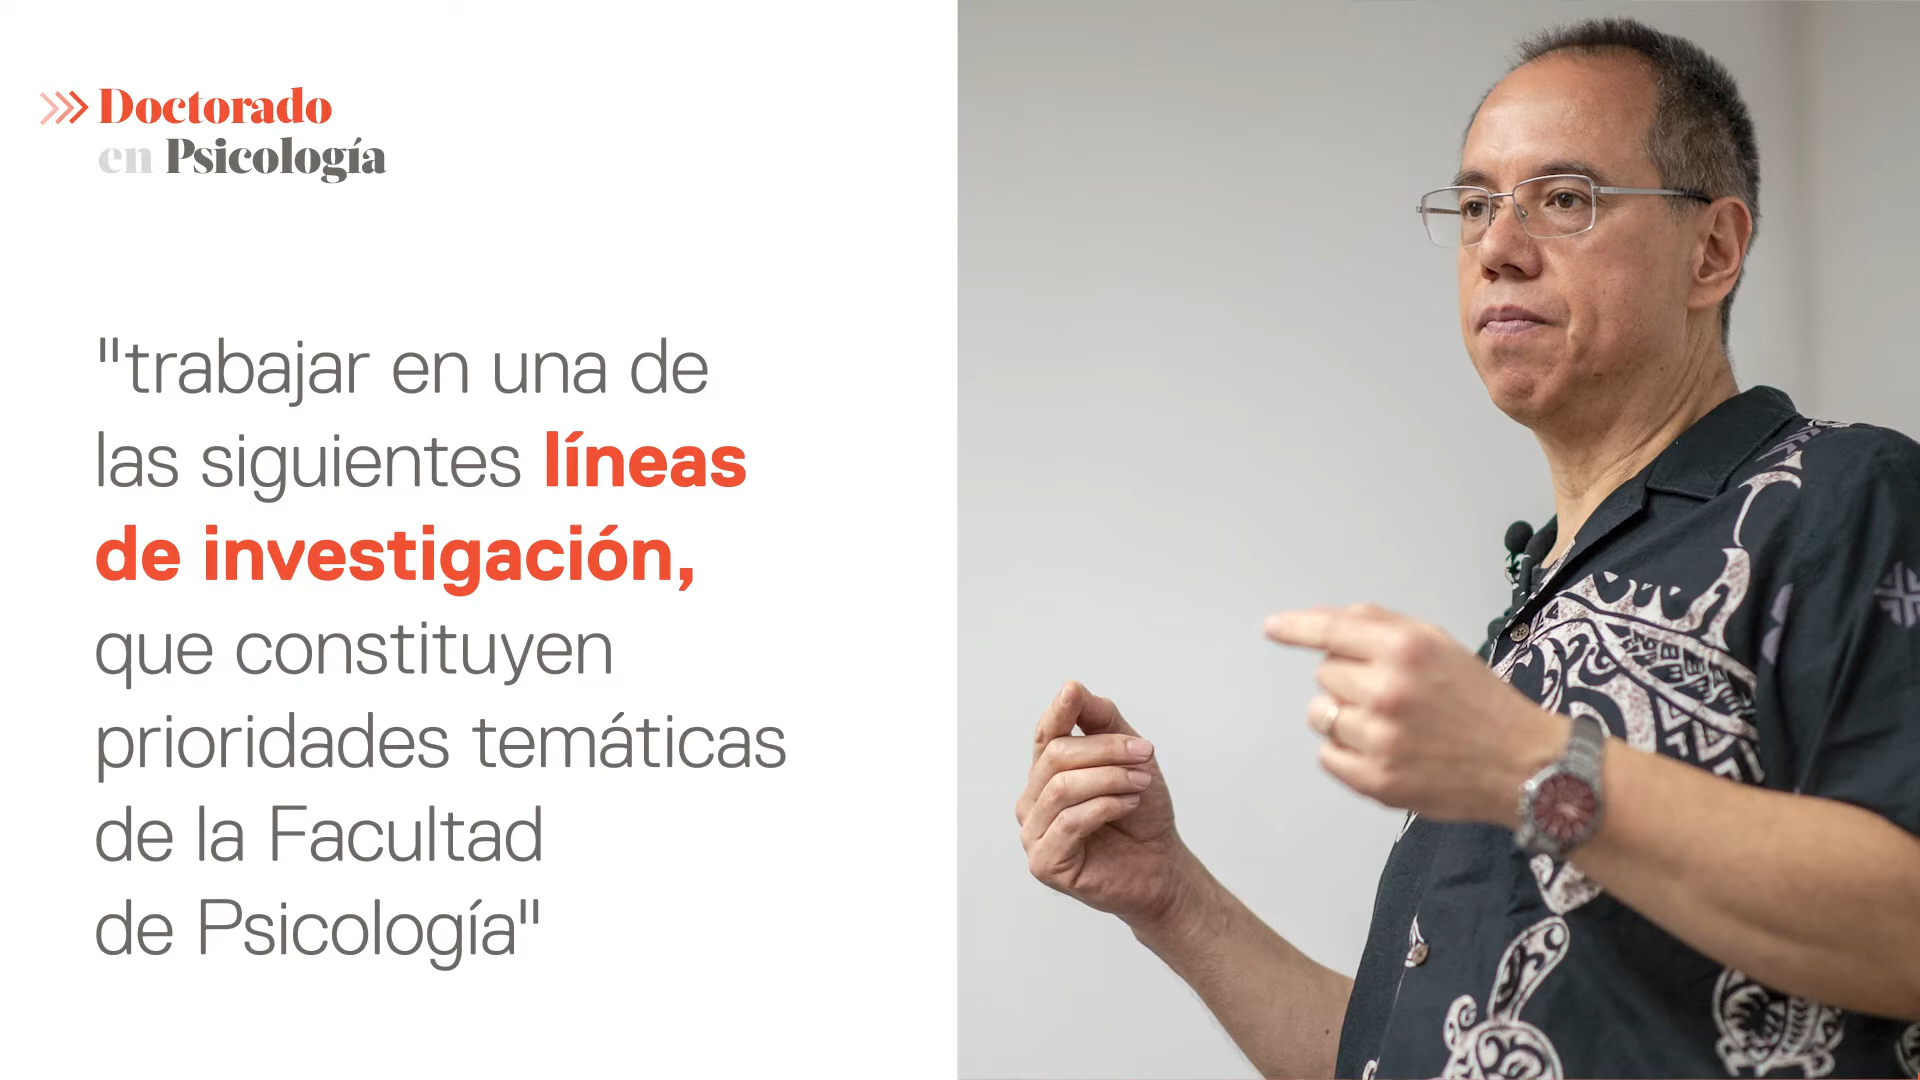 Doctorado
en Psicología
"trabajar en una de
las siguientes líneas
de investigación,
que constituyen
prioridades temáticas
de la Facultad
de Psicología"